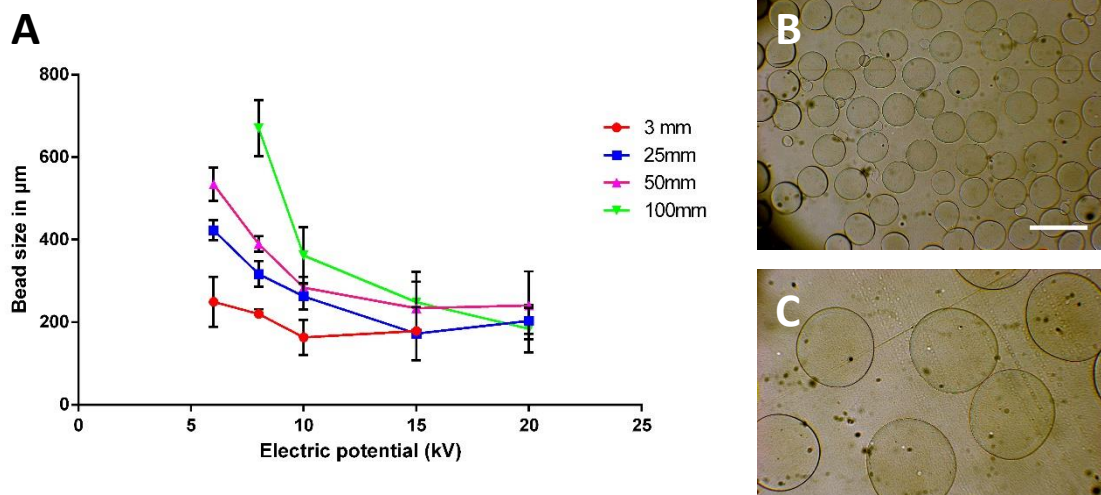 A
B
800
600
400
200
0
Bead size in µm
0 5 10 15 20 25
Electric potential (kV)
3 mm
25mm
50mm
100mm
C